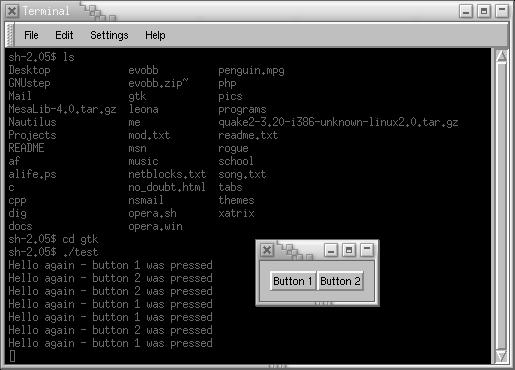 Terminal
File Edit Settings Help
sh-2.05$ ls
Desktop evobb penguin.mpg
GNUstep evobb.zip~ php
Mail gtk pics
MesaLib-4.0.tar.gz leona programs
Nautilus me quake2-3.20-i386-unknown-linux2.0.tar.gz
Projects mod.txt readme.txt
README msn rogue
af music school
alife.ps netblocks.txt song.txt
c no_doubt.html tabs
cpp nsmail themes
dig opera.sh xatrix
docs opera.win
sh-2.05$ cd gtk
sh-2.05$ ./test
Hello again - button 1 was pressed
Hello again - button 2 was pressed
Hello again - button 2 was pressed
Hello again - button 1 was pressed
Hello again - button 1 was pressed
Hello again - button 2 was pressed
Hello again - button 1 was pressed
Button 1 Button 2